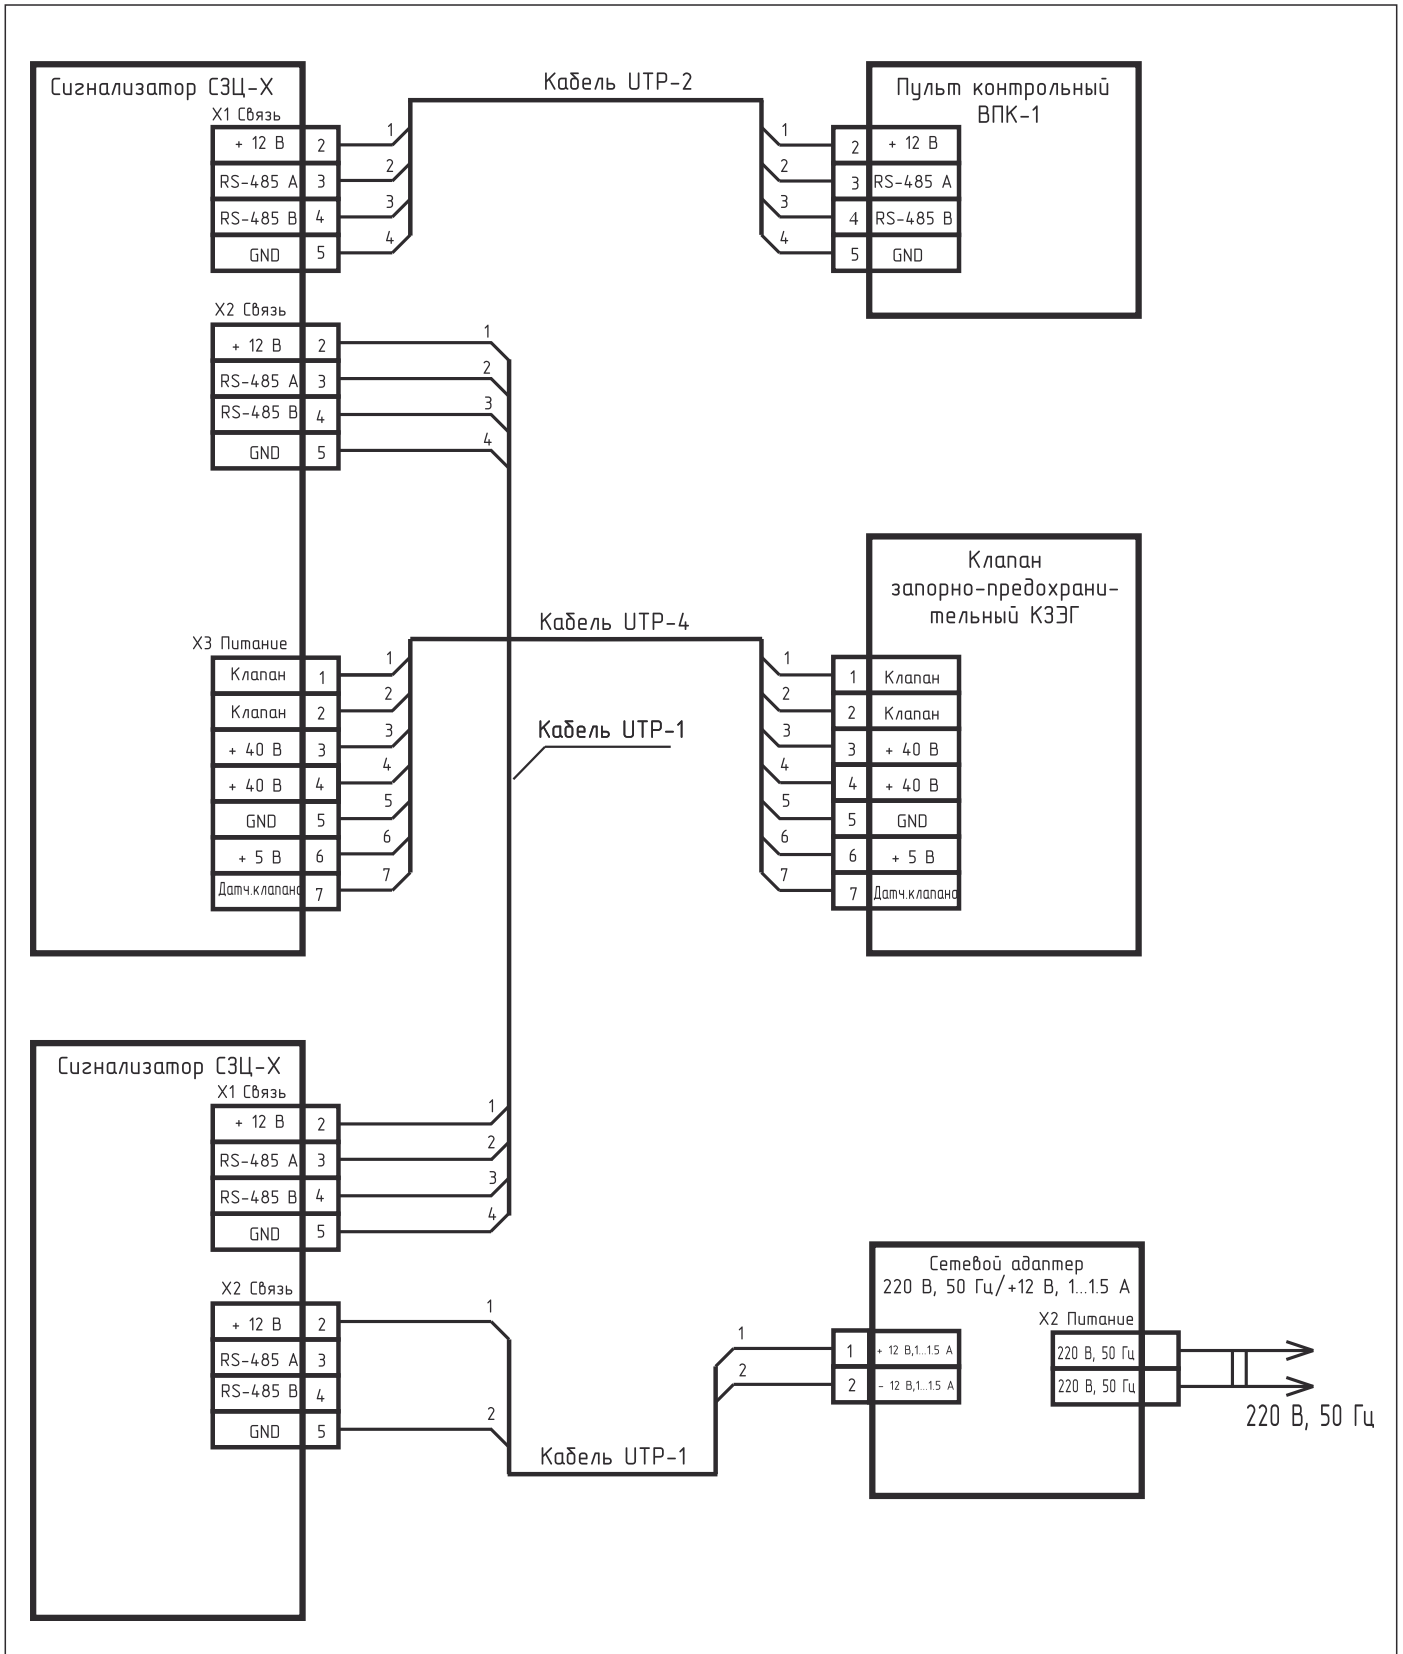 Сигнализатор СЗЦ-Х
Х1 Связь
+ 12 В 2
RS-485 А 3
RS-485 В 4
GND 5
1
2
3
4
Кабель UTP-2
1
2
3
4
Пульт контрольный
ВПК-1
2 + 12 В
3 RS-485 А
4 RS-485 В
5 GND
Х2 Связь
+ 12 В 2
RS-485 А 3
RS-485 В 4
GND 5
1
2
3
4
Х3 Питание
Клапан 1
Клапан 2
+ 40 В 3
+ 40 В 4
GND 5
+ 5 В 6
Датч.клапана 7
1
2
3
4
5
6
7
Кабель UTP-4
Кабель UTP-1
1
2
3
4
5
6
7
Клапан
запорно-предохрани-
тельный КЗЭГ
1 Клапан
2 Клапан
3 + 40 В
4 + 40 В
5 GND
6 + 5 В
7 Датч.клапана
Сигнализатор СЗЦ-Х
Х1 Связь
+ 12 В 2
RS-485 А 3
RS-485 В 4
GND 5
1
2
3
4
Х2 Связь
+ 12 В 2
RS-485 А 3
RS-485 В 4
GND 5
1
2
Кабель UTP-1
1
2
Сетевой адаптер
220 В, 50 Гц/+12 В, 1...1.5 А
Х2 Питание
1 + 12 В,1...1.5 А
2 - 12 В,1...1.5 А
220 В, 50 Гц
220 В, 50 Гц
220 В, 50 Гц